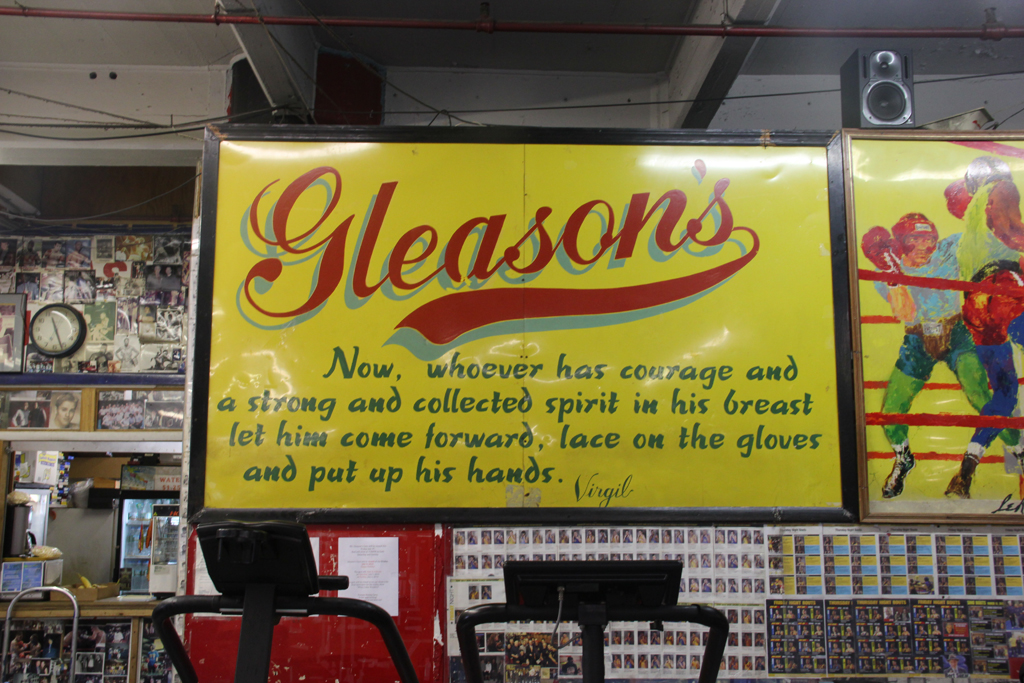 Gleason's
Now, whoever has courage and
a strong and collected spirit in his breast
let him come forward, lace on the gloves
and put up his hands.
Virgil